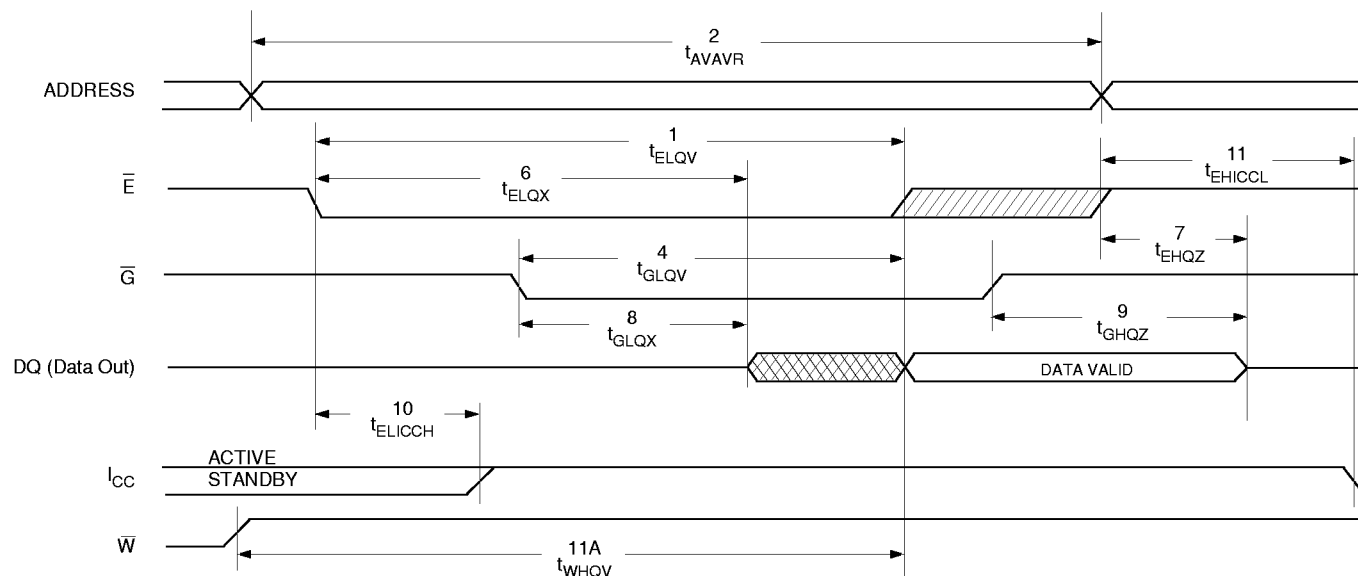 2
tAVAVR
ADDRESS
1
tELQV
11
tEHICCL
E
6
tELQX
7
tEHQZ
4
tGLQV
G
8
tGLQX
9
tGHQZ
DQ (Data Out)
DATA VALID
10
tELICCH
ACTIVE
ICC
STANDBY
W
11A
tWHQV